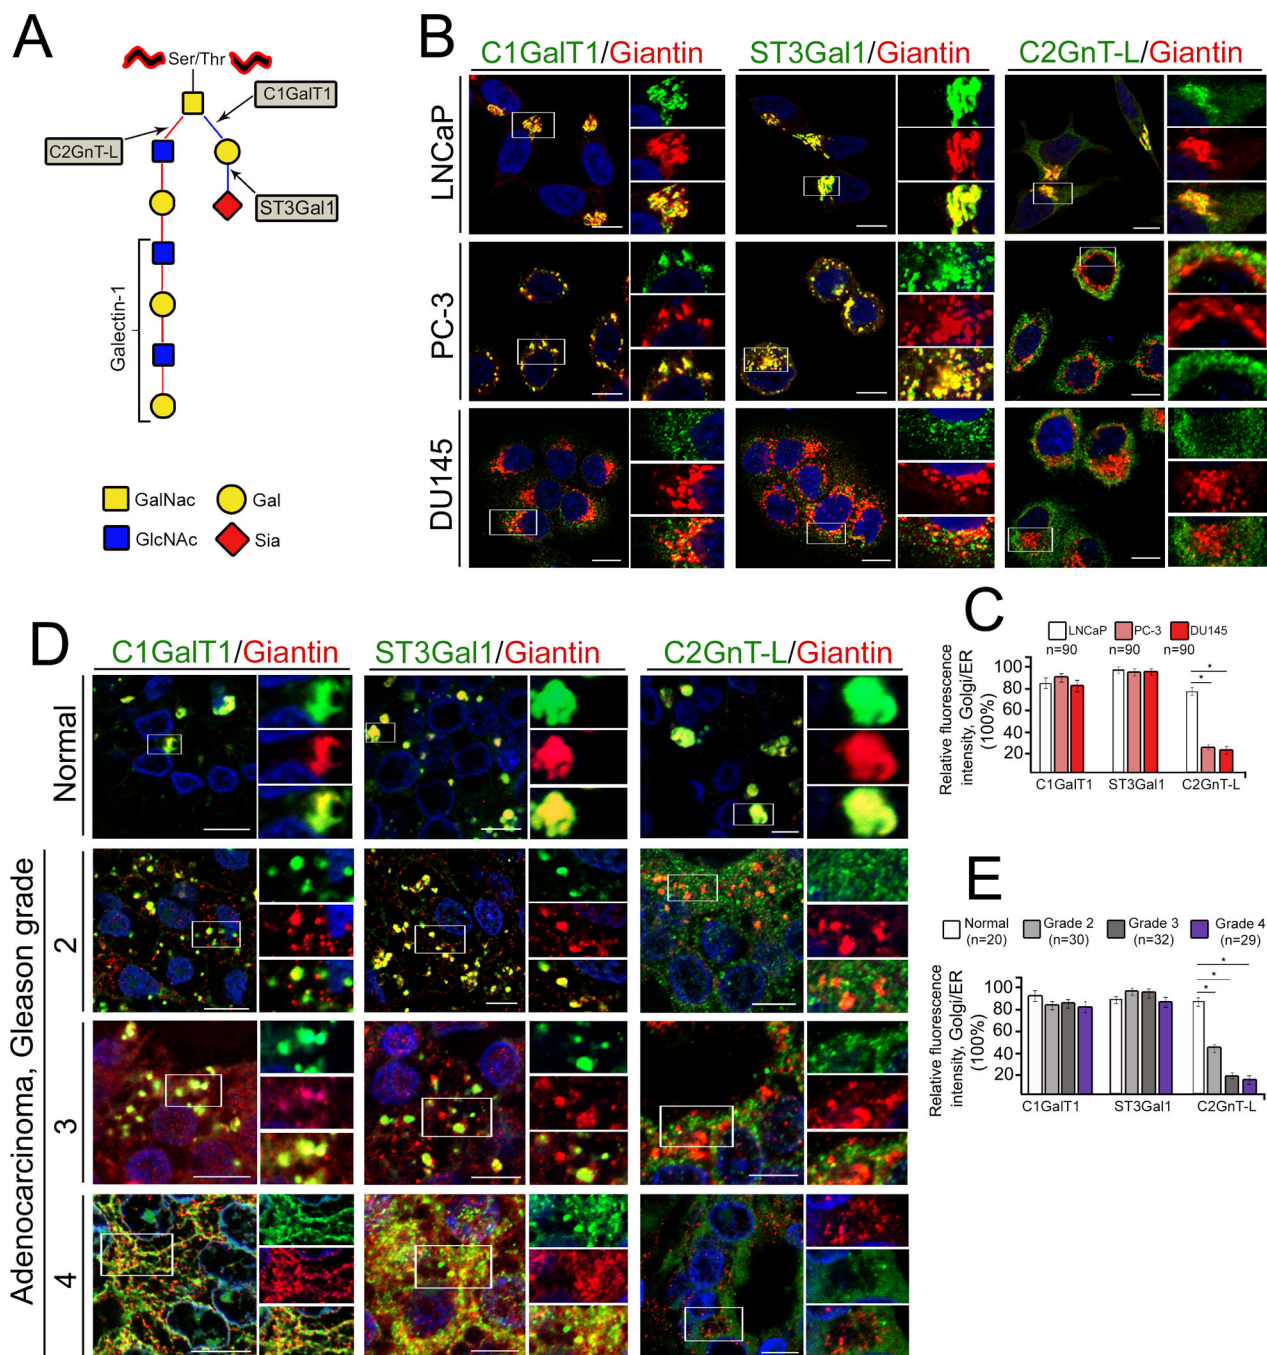 A
Ser/Thr
C1GalT1
C2GnT-L
ST3Gal1
Galectin-1
GalNac
Gal
GlcNAc
Sia
B
C1GalT1/Giantin
ST3Gal1/Giantin
C2GnT-L/Giantin
LNCaP
PC-3
DU145
C
LNCaP
PC-3
DU145
n=90
n=90
n=90
Relative fluorescence
intensity, Golgi/ER
(100%)
100
80
60
40
20
*
*
C1GalT1
ST3Gal1
C2GnT-L
D
C1GalT1/Giantin
ST3Gal1/Giantin
C2GnT-L/Giantin
Normal
Adenocarcinoma, Gleason grade
2
3
4
E
Normal
(n=20)
Grade 2
(n=30)
Grade 3
(n=32)
Grade 4
(n=29)
Relative fluorescence
intensity, Golgi/ER
(100%)
100
80
60
40
20
*
*
*
C1GalT1
ST3Gal1
C2GnT-L